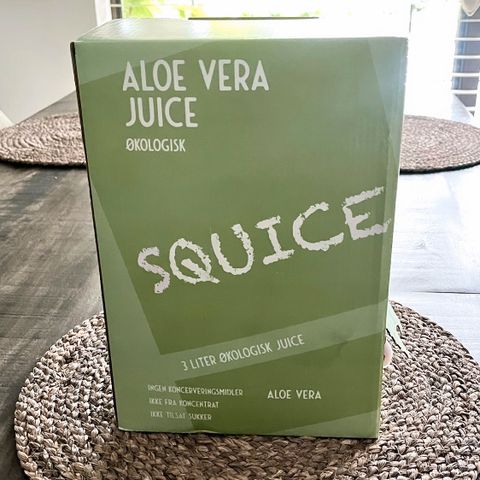 ALOE VERA
JUICE
ØKOLOGISK
SQUICE
3 LITER ØKOLOGISK JUICE
INGEN KONCERVERINGSMIDLER
IKKE FRA KONCENTRAT
IKKE TILSAT SUKKER
ALOE VERA